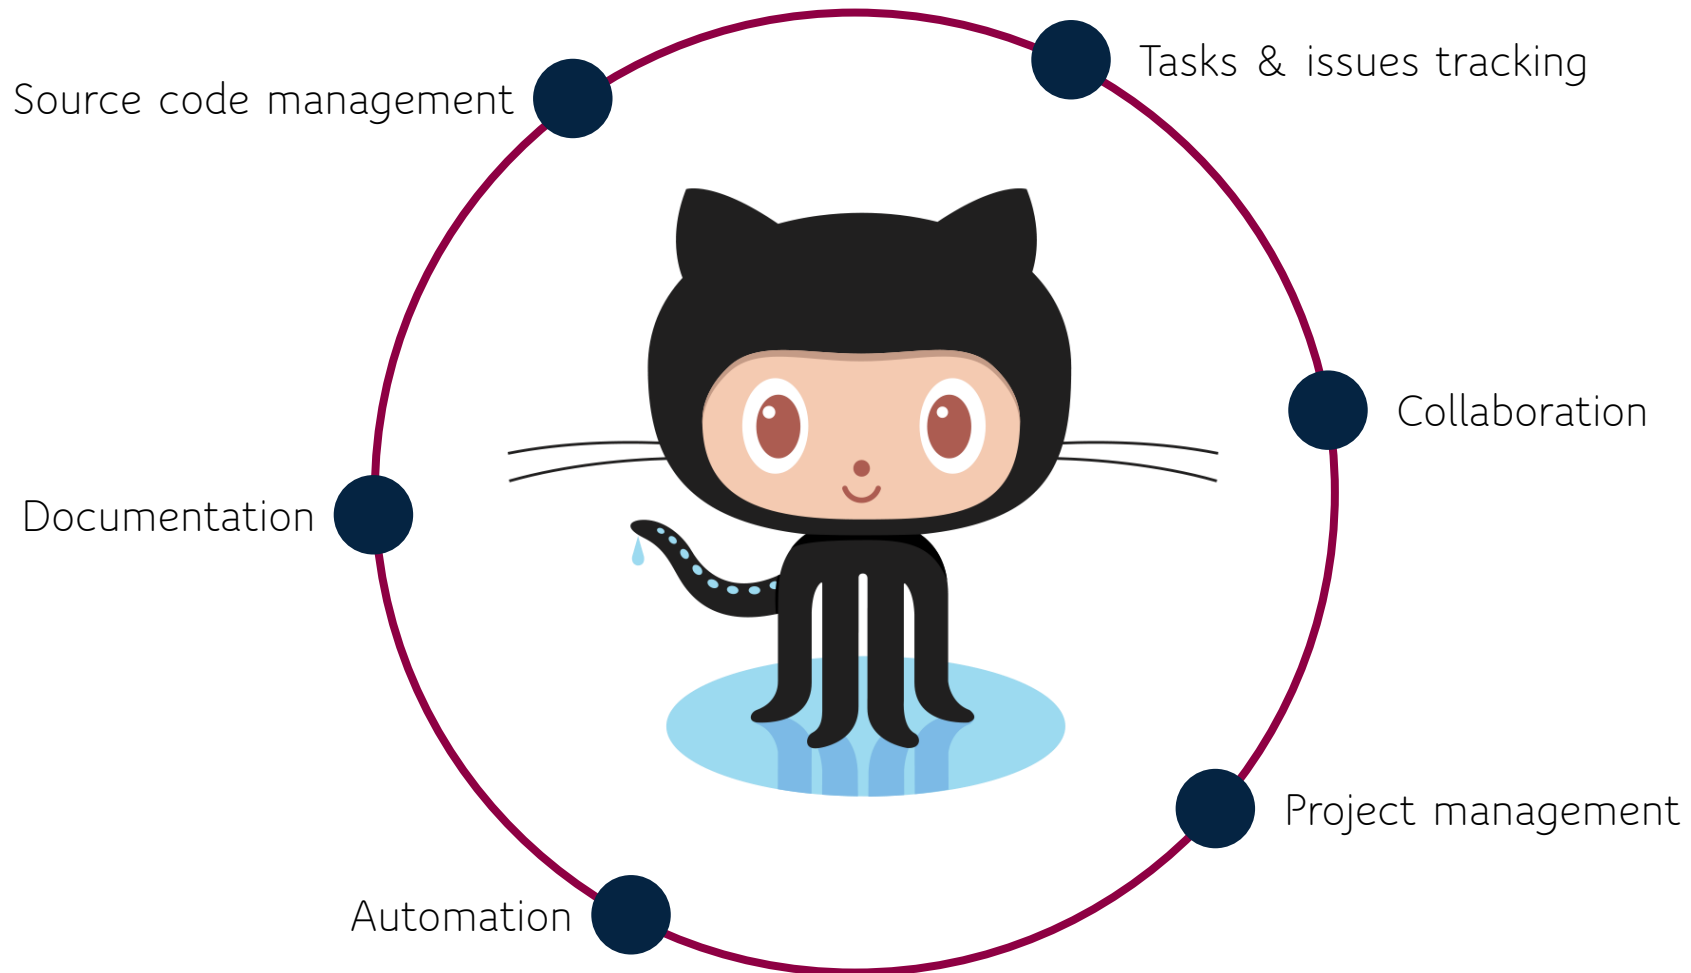 Tasks & issues tracking
Source code management
Collaboration
Documentation
Project management
Automation